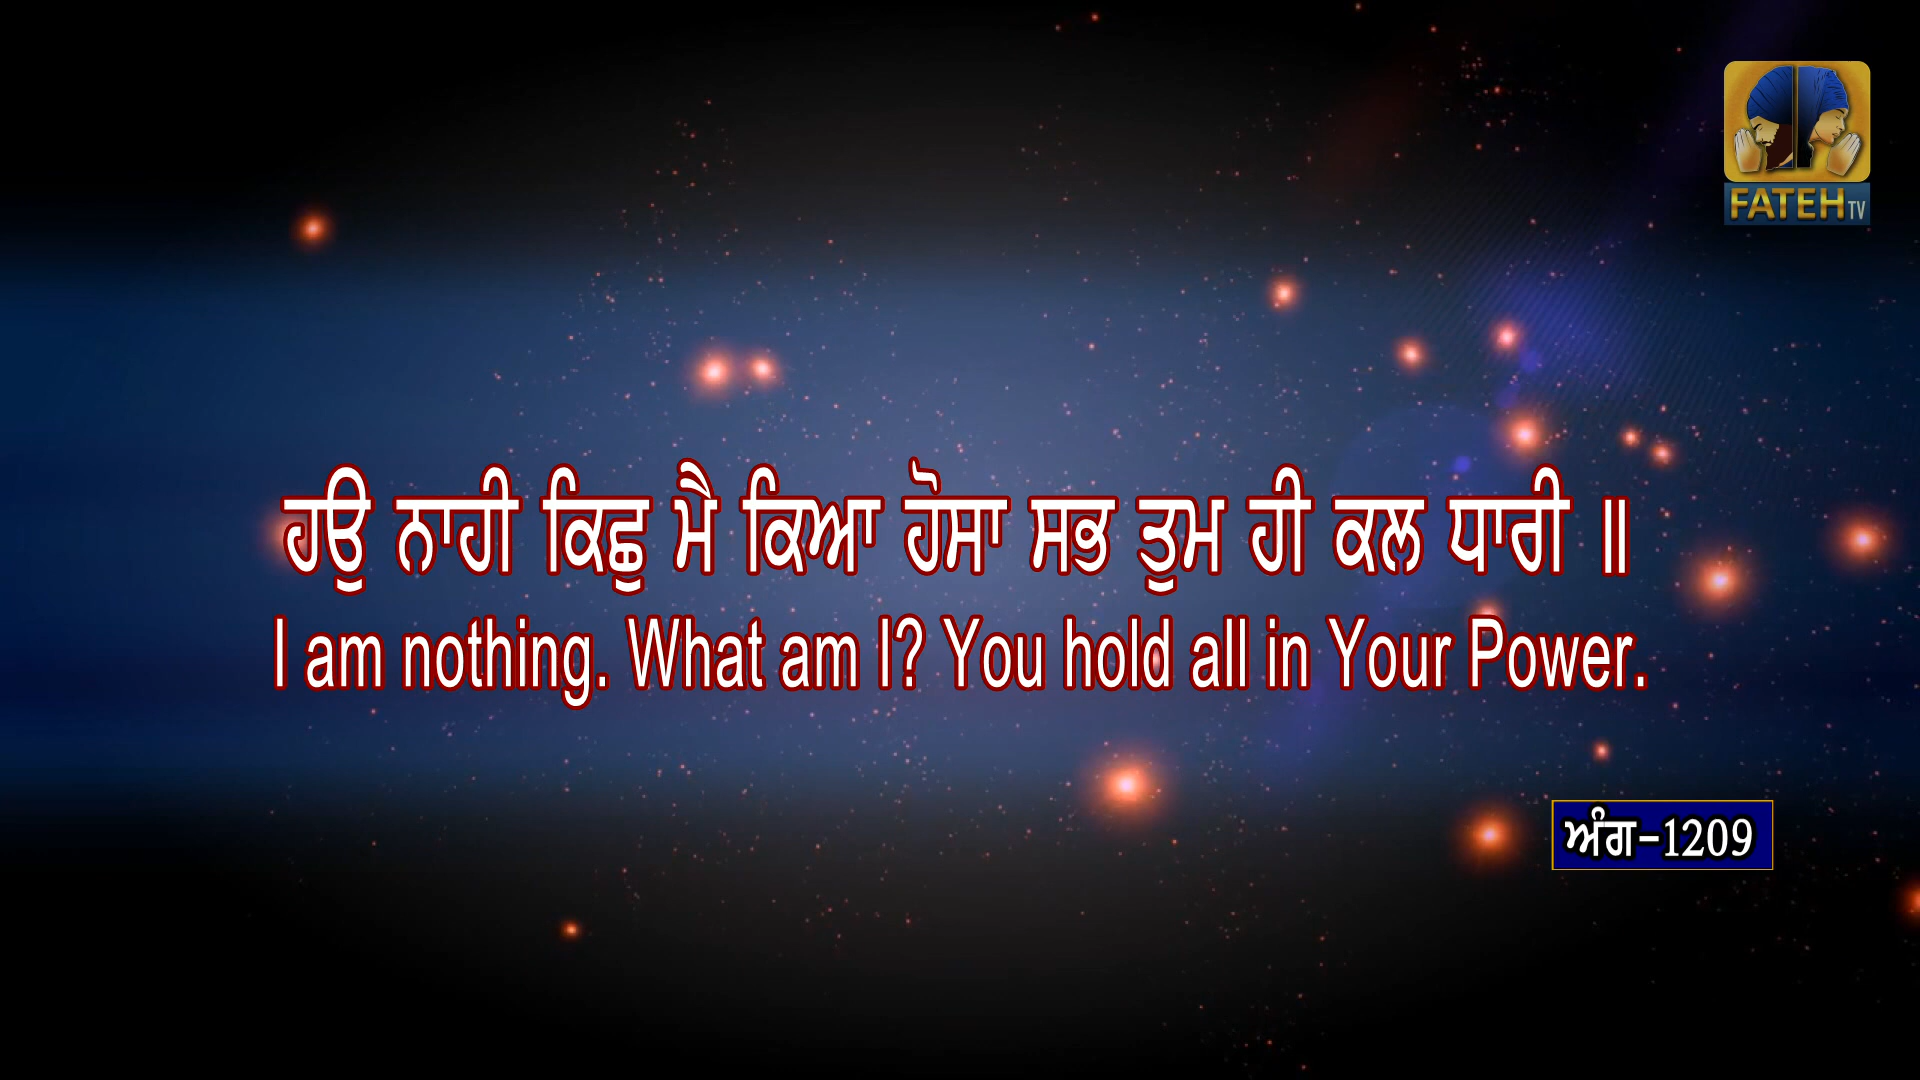 FATEH TV
ਹਉ ਨਾਹੀ ਕਿਛੁ ਮੈ ਕਿਆ ਹੋਸਾ ਸਭ ਤੁਮ ਹੀ ਕਲ ਧਾਰੀ ॥
I am nothing. What am I? You hold all in Your Power.
ਅੰਗ-1209